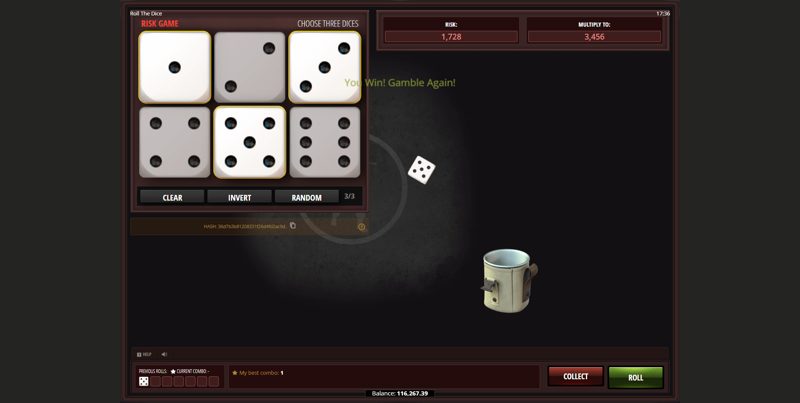 Roll The Dice
17:36
RISK GAME
CHOOSE THREE DICES
RISK:
1,728
MULTIPLY TO:
3,456
You Win! Gamble Again!
CLEAR
INVERT
RANDOM
3/3
HASH:
HELP
PREVIOUS ROLLS:
CURRENT COMBO: -
My best combo: 1
COLLECT
ROLL
Balance: 116,267.39